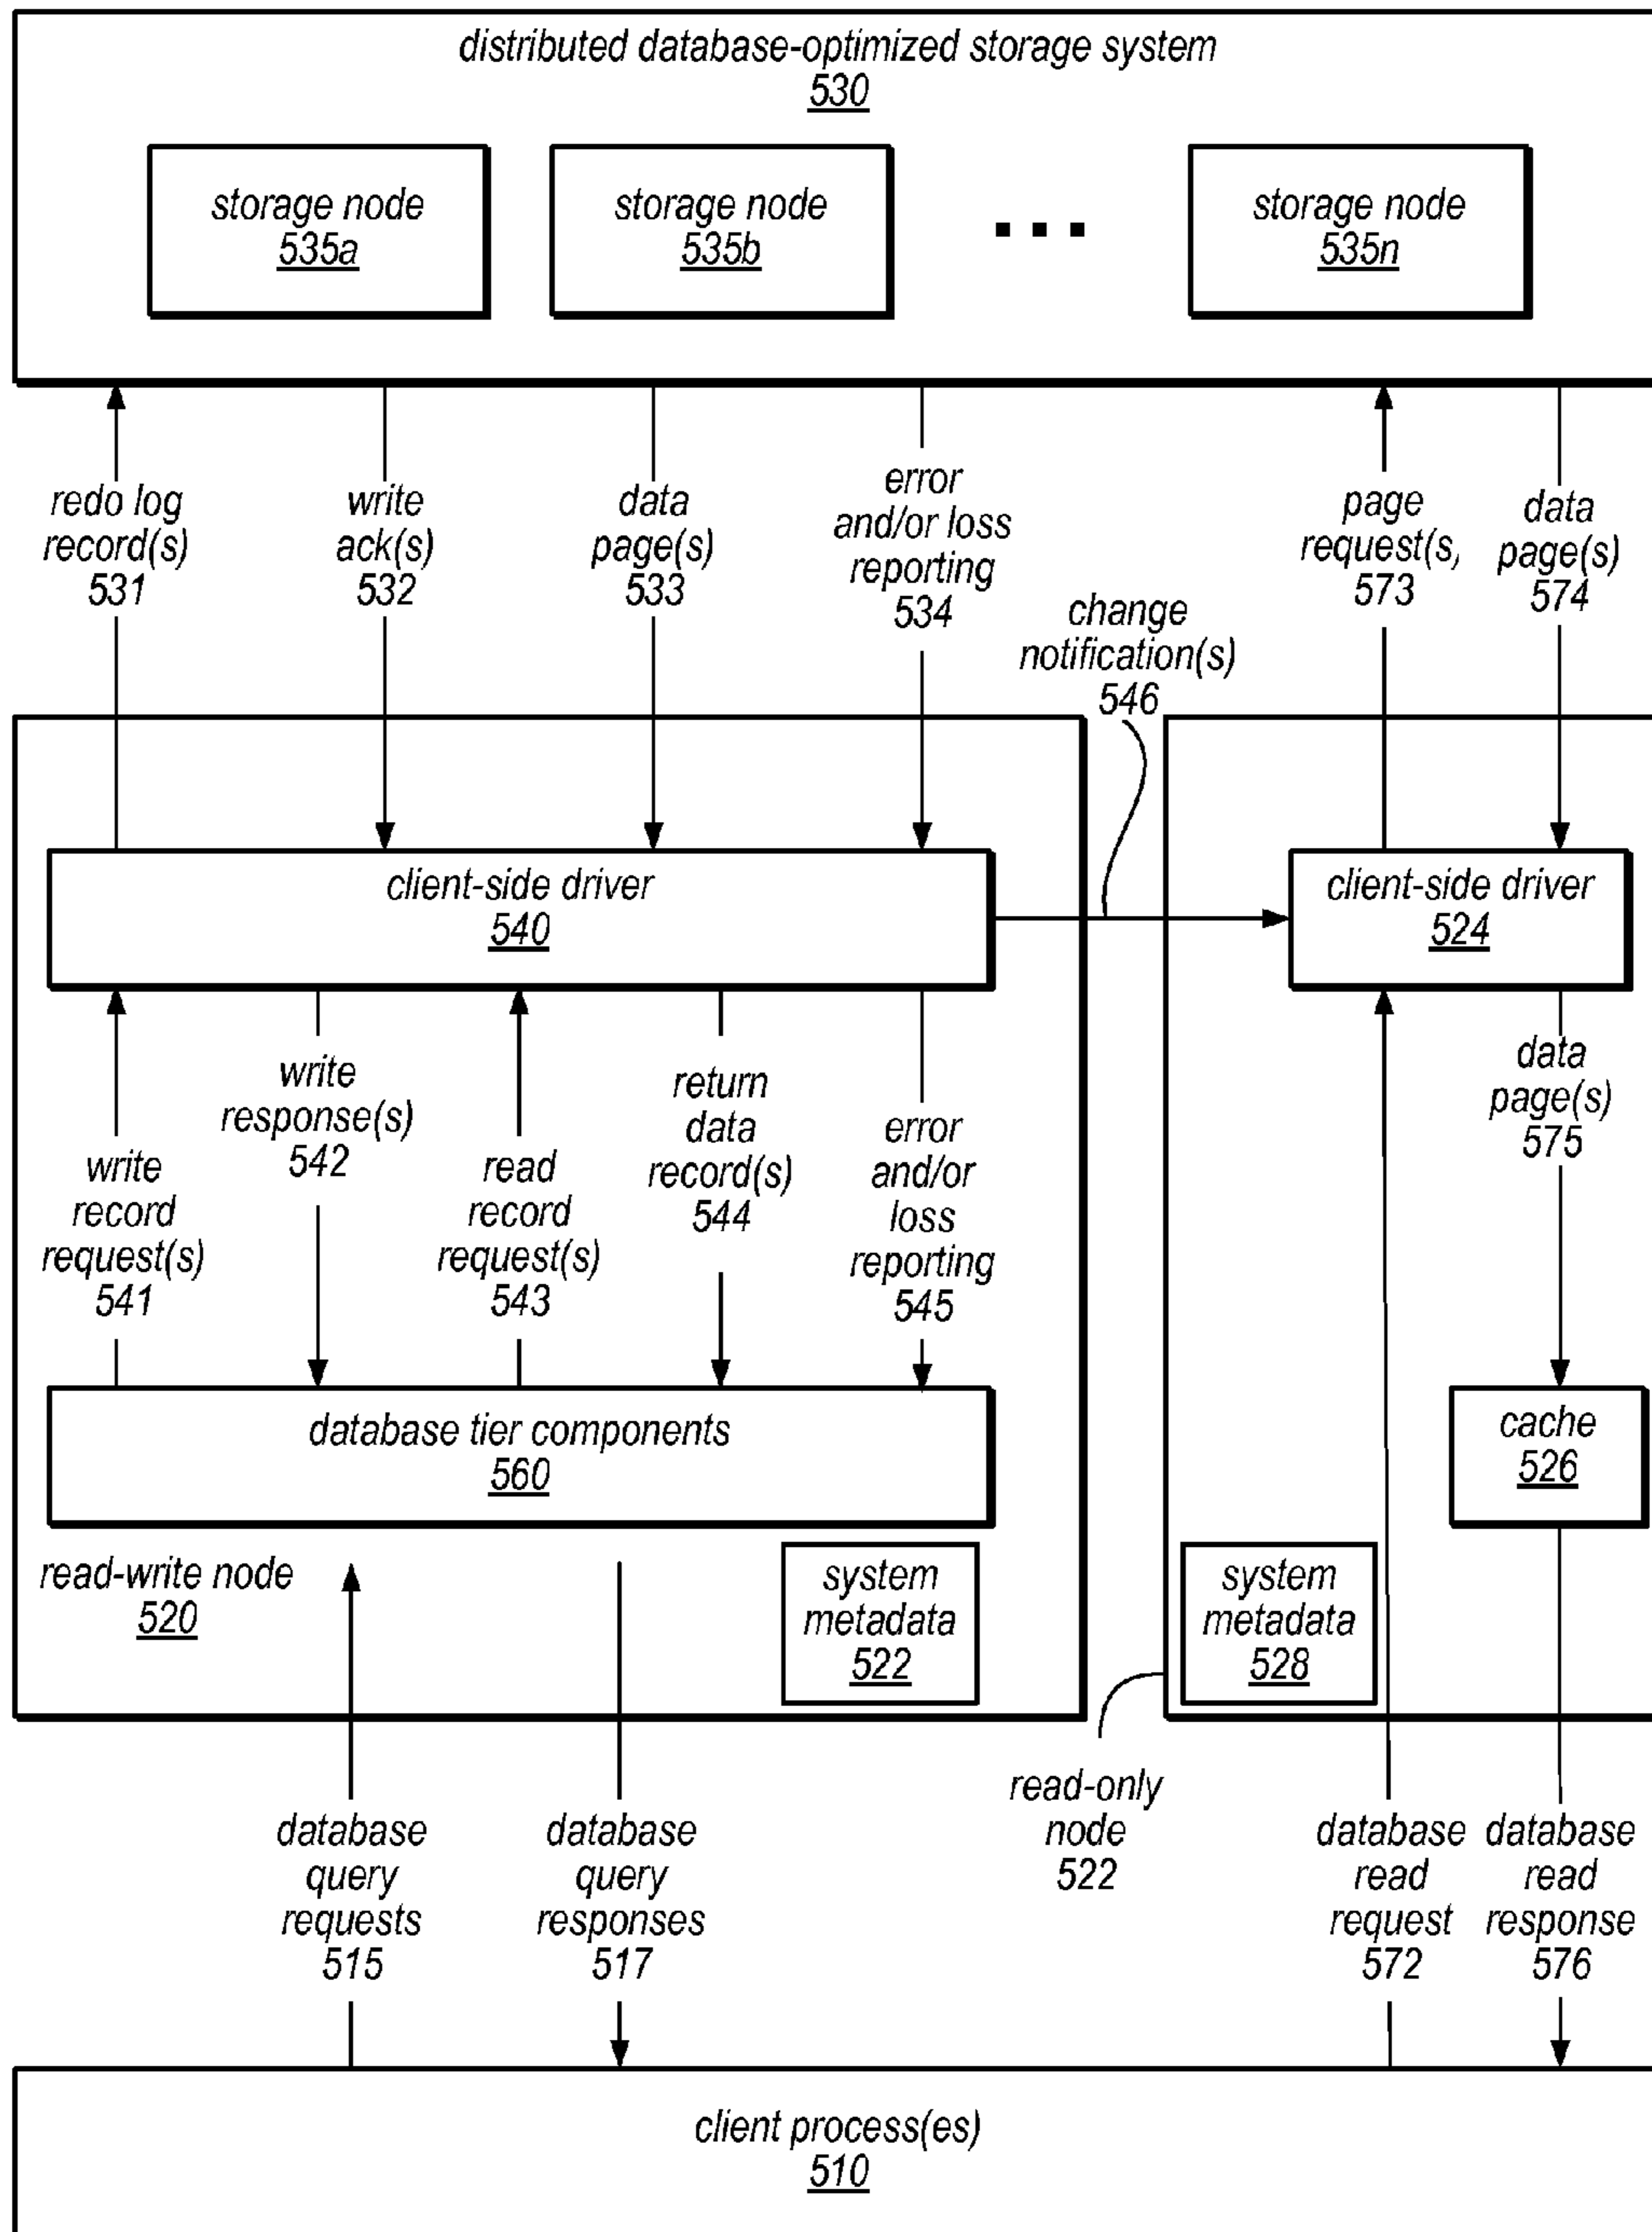 distributed database-optimized storage system
530
storage node
535a
storage node
535b
storage node
535n
redo log
record(s)
531
write
ack(s)
532
data
page(s)
533
error
and/or loss
reporting
534
change
notification(s)
546
page
request(s,
573
data
page(s)
574
client-side driver
540
client-side driver
524
write
record
request(s)
541
write
response(s)
542
read
record
request(s)
543
return
data
record(s)
544
error
and/or
loss
reporting
545
data
page(s)
575
database tier components
560
cache
526
read-write node
520
system
metadata
522
system
metadata
528
read-only
node
522
database
query
requests
515
database
query
responses
517
database
read
request
572
database
read
response
576
client process(es)
510